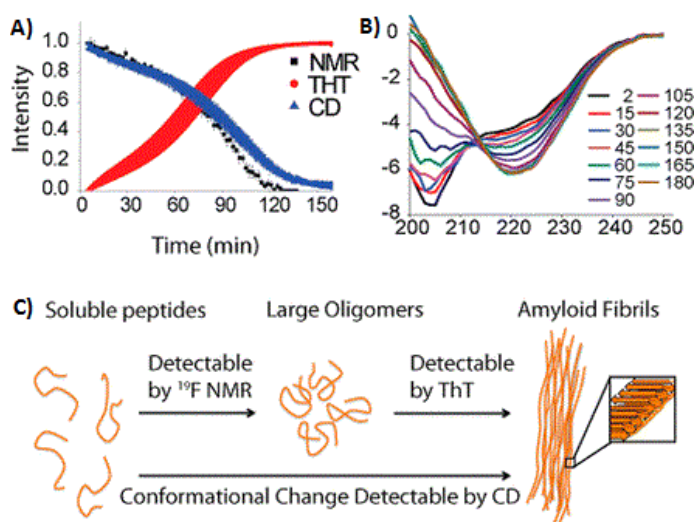 A)
1.0
0.8
0.6
0.4
0.2
0.0
Intensity
NMR
THT
CD
0 30 60 90 120 150
Time (min)
B)
0
-2
-4
-6
-8
2 105
15 120
30 135
45 150
60 165
75 180
90
200 210 220 230 240 250
C)
Soluble peptides
Large Oligomers
Amyloid Fibrils
Detectable
by ¹⁹F NMR
Detectable
by ThT
Conformational Change Detectable by CD